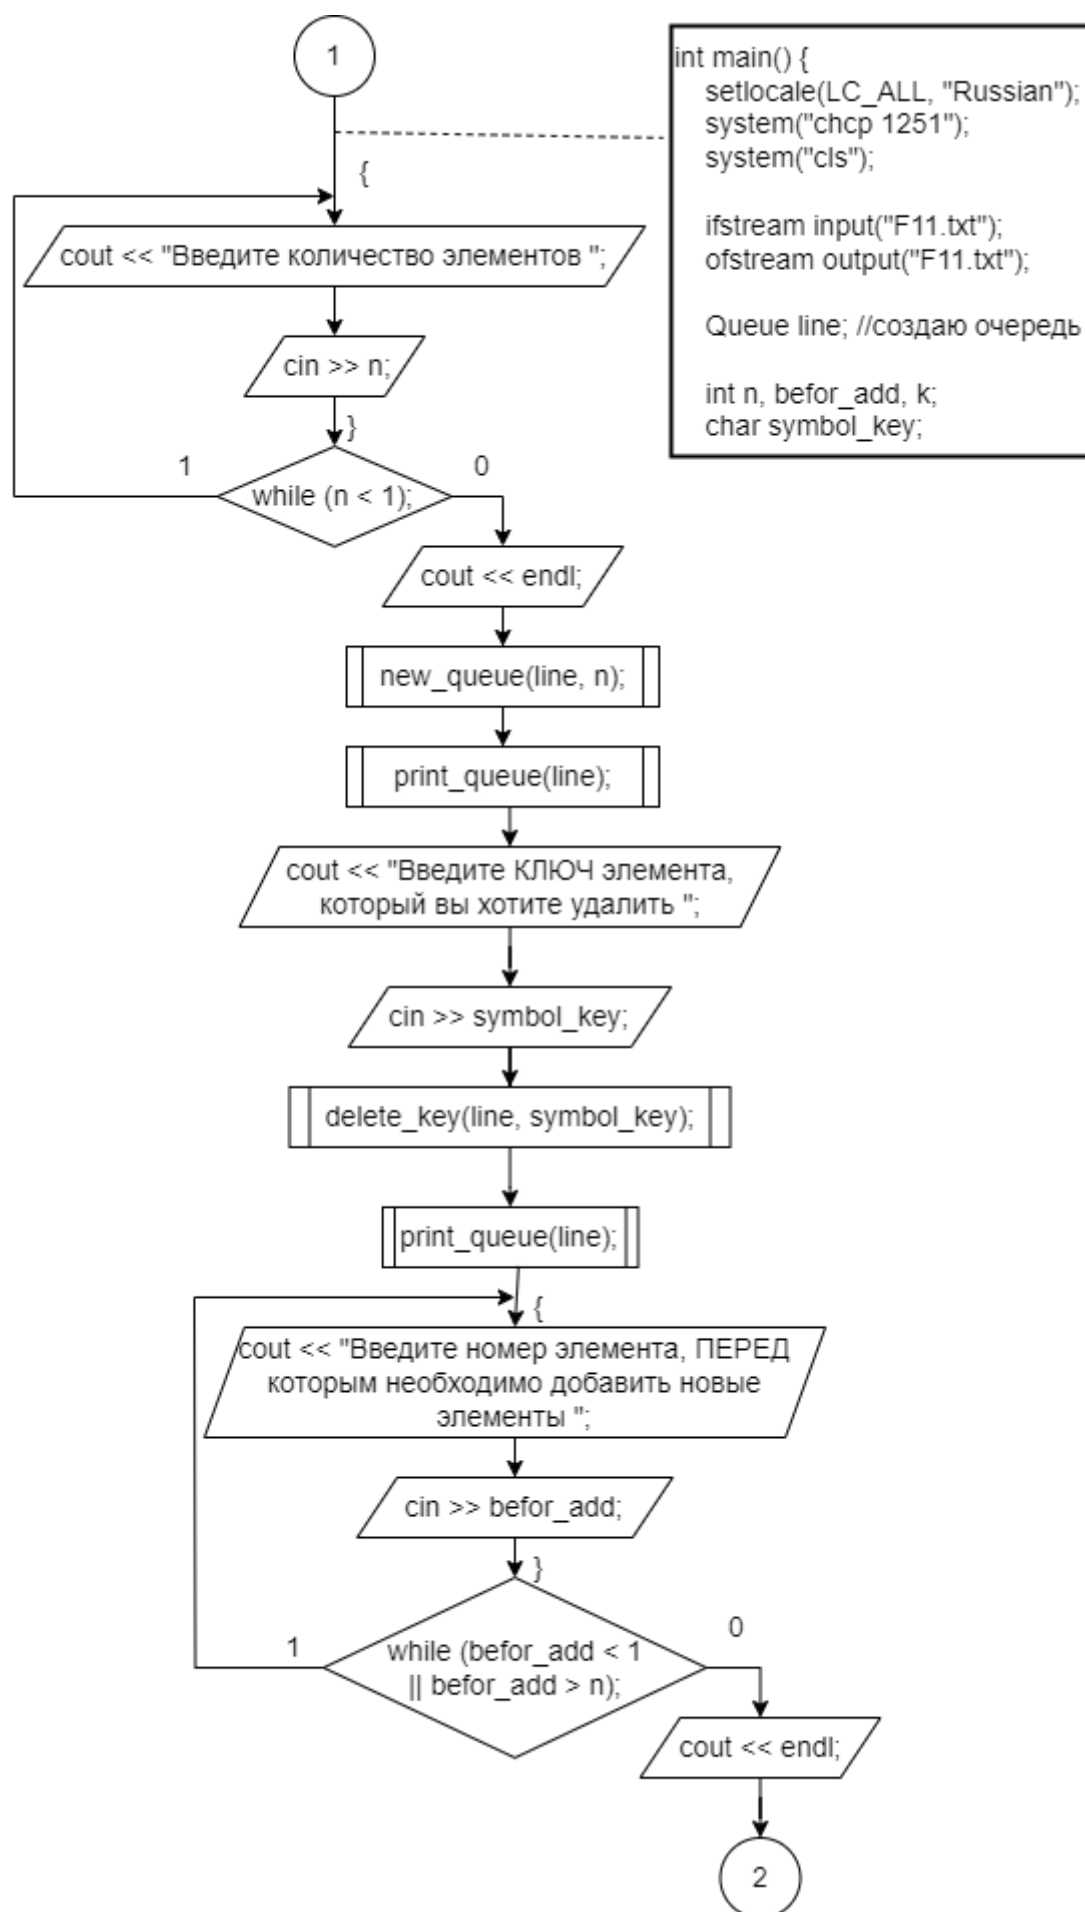 1
int main() {
setlocale(LC_ALL, "Russian");
system("chcp 1251");
system("cls");
ifstream input("F11.txt");
ofstream output("F11.txt");
Queue line; //создаю очередь
int n, befor_add, k;
char symbol_key;
{
cout << "Введите количество элементов ";
cin >> n;
}
1
0
while (n < 1);
cout << endl;
new_queue(line, n);
print_queue(line);
cout << "Введите КЛЮЧ элемента,
который вы хотите удалить ";
cin >> symbol_key;
delete_key(line, symbol_key);
print_queue(line);
{
cout << "Введите номер элемента, ПЕРЕД
которым необходимо добавить новые
элементы ";
cin >> befor_add;
}
1
0
while (befor_add < 1
|| befor_add > n);
cout << endl;
2